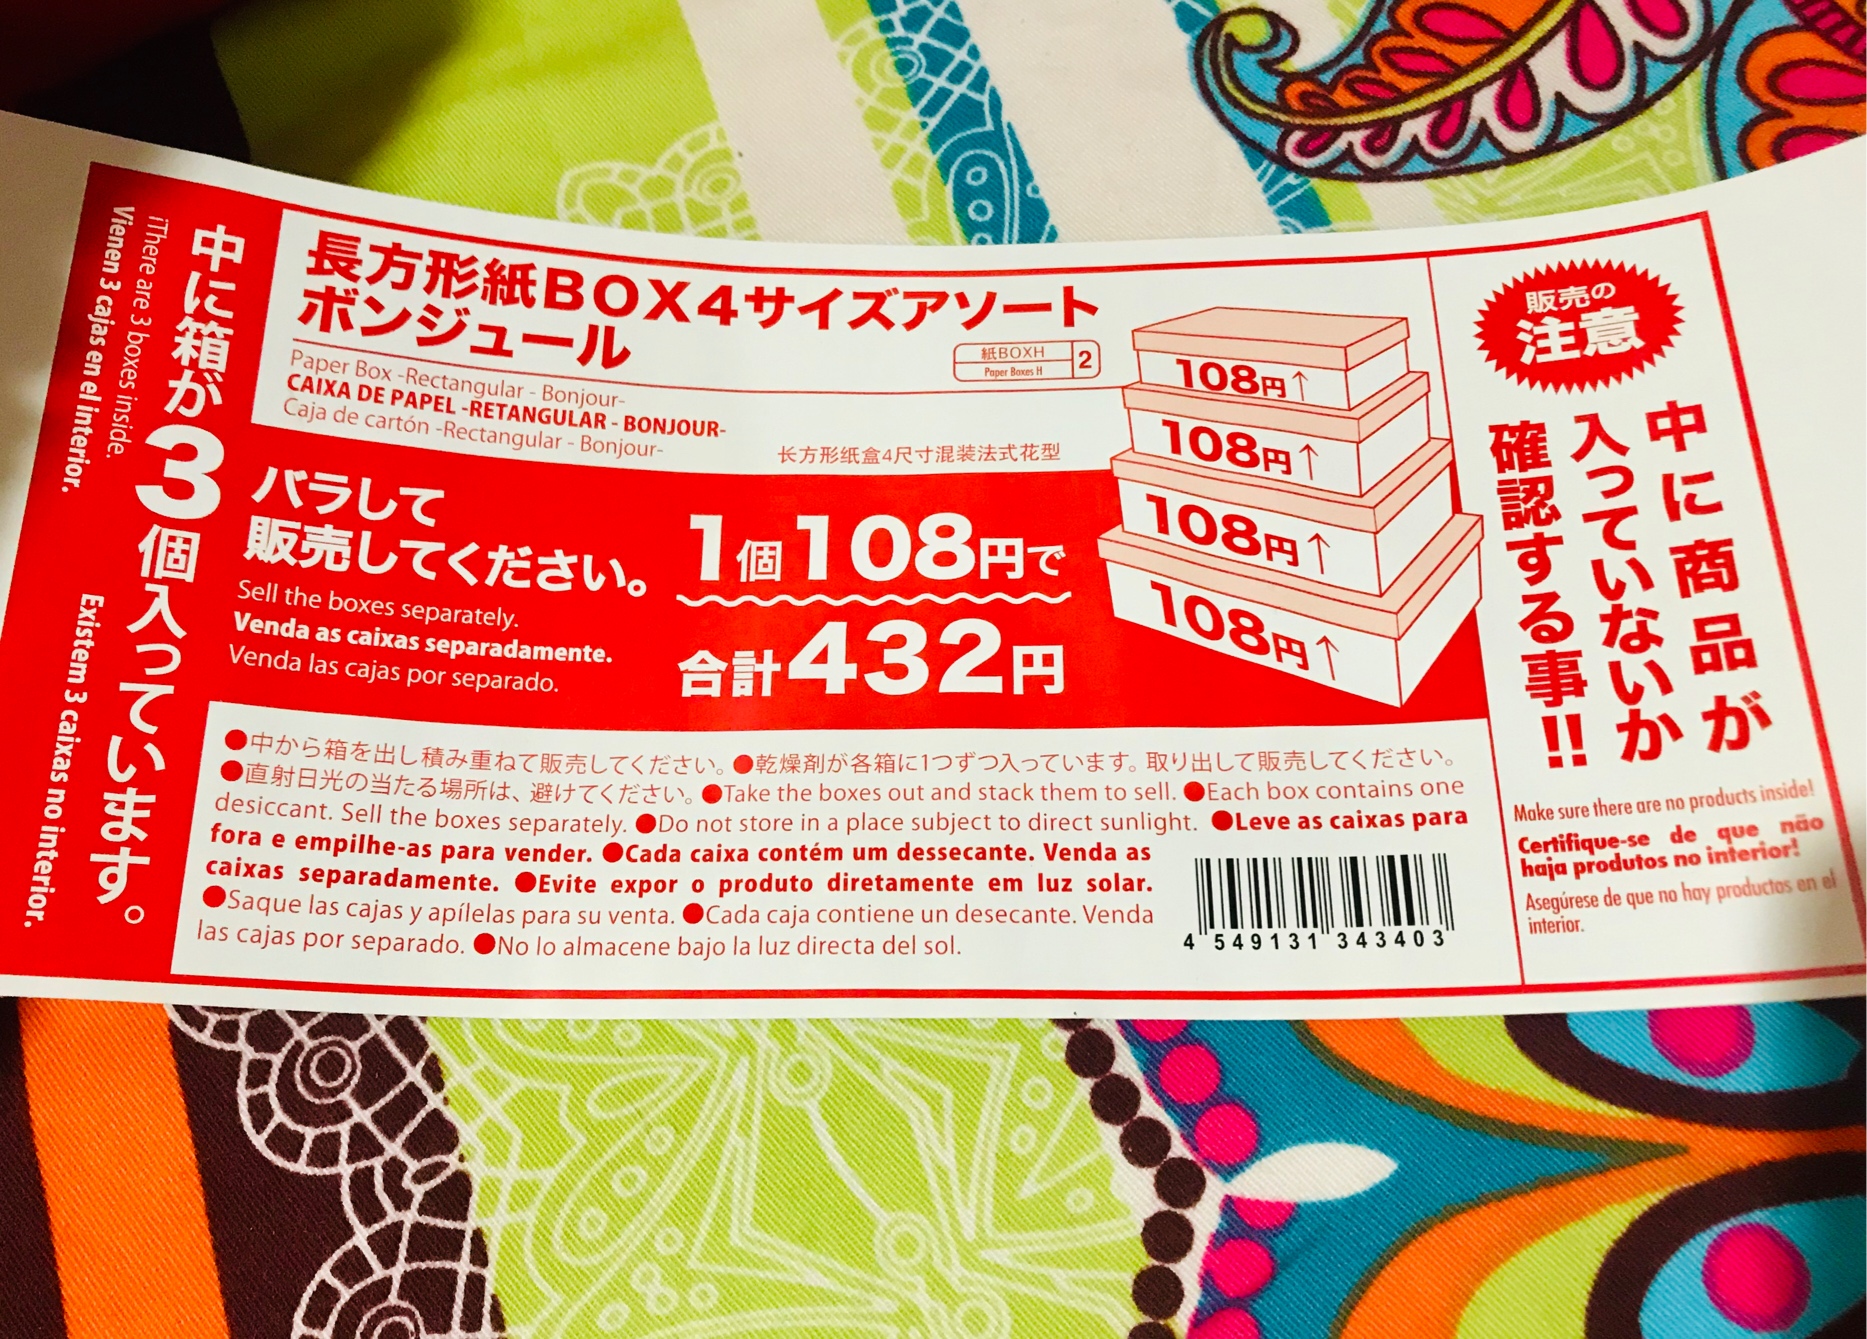 中に箱が3個入っています。
¡There are 3 boxes inside.
Vienen 3 cajas en el interior.
Existem 3 caixas no interior.
長方形紙BOX4サイズアソート
ボンジュール
Paper Box -Rectangular - Bonjour-
CAIXA DE PAPEL -RETANGULAR - BONJOUR-
Caja de cartón -Rectangular - Bonjour-
紙BOXH
Paper Boxes H
2
长方形纸盒4尺寸混装法式花型
バラして
販売してください。
Sell the boxes separately.
Venda as caixas separadamente.
Venda las cajas por separado.
1個108円で
合計432円
108円↑
108円↑
108円↑
108円↑
●中から箱を出し積み重ねて販売してください。●乾燥剤が各箱に1つずつ入っています。取り出して販売してください。
●直射日光の当たる場所は、避けてください。●Take the boxes out and stack them to sell. ●Each box contains one
desiccant. Sell the boxes separately. ●Do not store in a place subject to direct sunlight. ●Leve as caixas para
fora e empilhe-as para vender. ●Cada caixa contém um dessecante. Venda as
caixas separadamente. ●Evite expor o produto diretamente em luz solar.
●Saque las cajas y apílelas para su venta. ●Cada caja contiene un desecante. Venda
las cajas por separado. ●No lo almacene bajo la luz directa del sol.
4 549131 343403
販売の
注意
中に商品が
入っていないか
確認する事!!
Make sure there are no products inside!
Certifique-se de que não
haja produtos no interior!
Asegúrese de que no hay productos en el
interior.